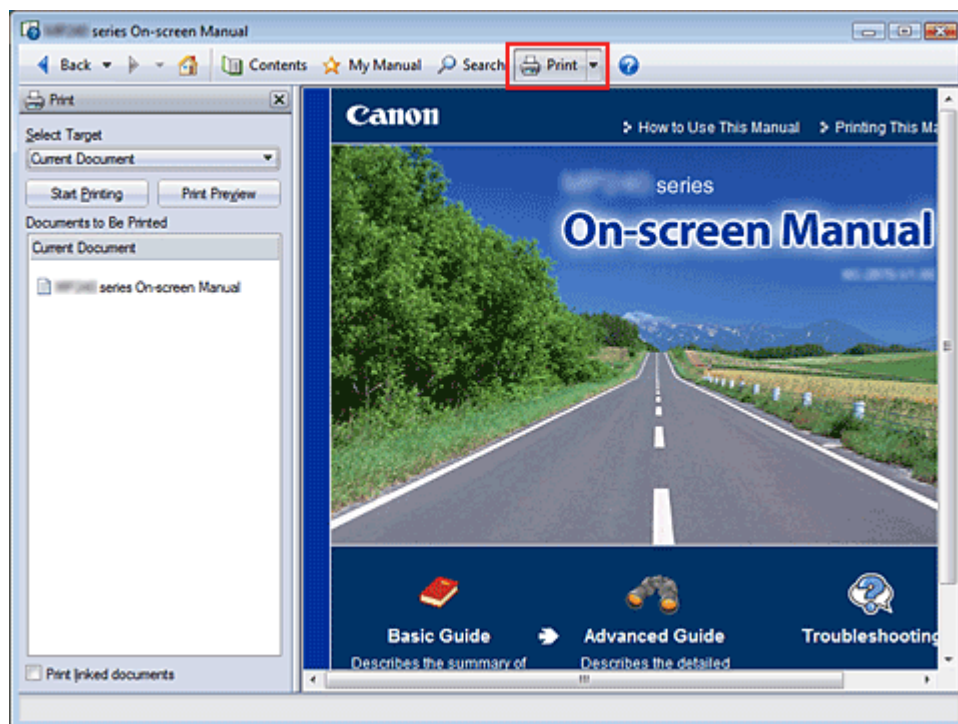 series On-screen Manual
Back Contents My Manual Search Print
Print
Select Target
Current Document
Start Printing Print Preview
Documents to Be Printed
Current Document
series On-screen Manual
Print linked documents
Canon
How to Use This Manual Printing This Ma
series
On-screen Manual
Basic Guide Advanced Guide Troubleshooting
Describes the summary of Describes the detailed